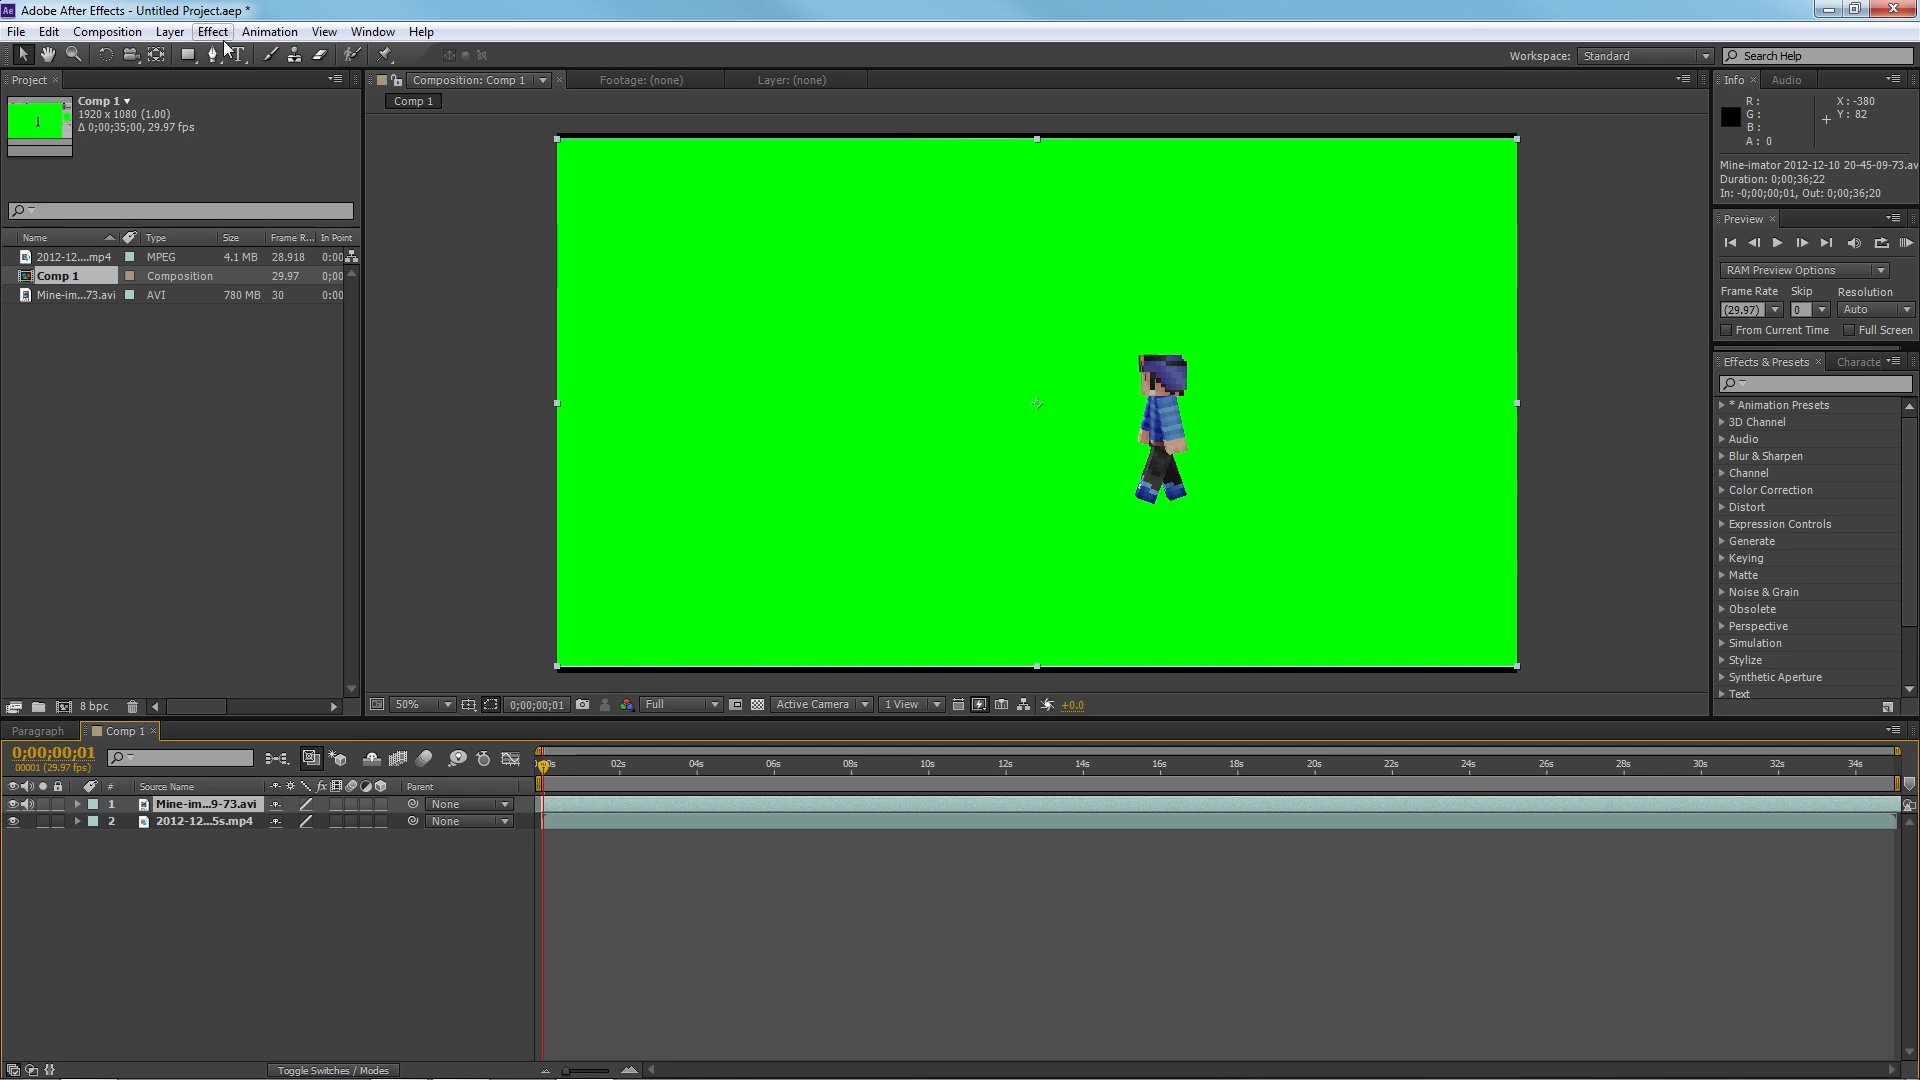 Ae Adobe After Effects - Untitled Project.aep *
File Edit Composition Layer Effect Animation View Window Help
Workspace: Standard Search Help
Project
Comp 1
1920 x 1080 (1.00)
Δ 0;00;35;00, 29.97 fps
Name Type Size Frame R... In Point
2012-12....mp4 MPEG 4.1 MB 28.918 0:00
Comp 1 Composition 29.97 0;00
Mine-im...73.avi AVI 780 MB 30 0:00
8 bpc
Composition: Comp 1 Footage: (none) Layer: (none)
Comp 1
50% 0;00;00;01 Full Active Camera 1 View +0.0
Info Audio
R: X: -380
G: Y: 82
B:
A: 0
Mine-imator 2012-12-10 20-45-09-73.av
Duration: 0;00;36;22
In: -0;00;00;01, Out: 0;00;36;20
Preview
RAM Preview Options
Frame Rate Skip Resolution
(29.97) 0 Auto
From Current Time Full Screen
Effects & Presets Characte
* Animation Presets
3D Channel
Audio
Blur & Sharpen
Channel
Color Correction
Distort
Expression Controls
Generate
Keying
Matte
Noise & Grain
Obsolete
Perspective
Simulation
Stylize
Synthetic Aperture
Text
Paragraph Comp 1
0;00;00;01
00001 (29.97 fps)
02s 04s 06s 08s 10s 12s 14s 16s 18s 20s 22s 24s 26s 28s 30s 32s 34s
# Source Name fx Parent
1 Mine-im...9-73.avi None
2 2012-12...5s.mp4 None
Toggle Switches / Modes